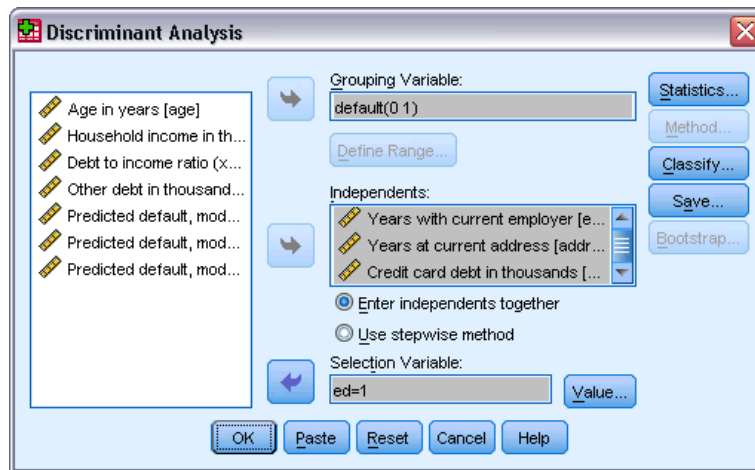 Discriminant Analysis
Age in years [age]
Household income in th...
Debt to income ratio (x...
Other debt in thousand...
Predicted default, mod...
Predicted default, mod...
Predicted default, mod...
Grouping Variable:
default(0 1)
Define Range...
Independents:
Years with current employer [e...
Years at current address [addr...
Credit card debt in thousands [...
Enter independents together
Use stepwise method
Selection Variable:
ed=1
Value...
Statistics...
Method...
Classify...
Save...
Bootstrap...
OK Paste Reset Cancel Help